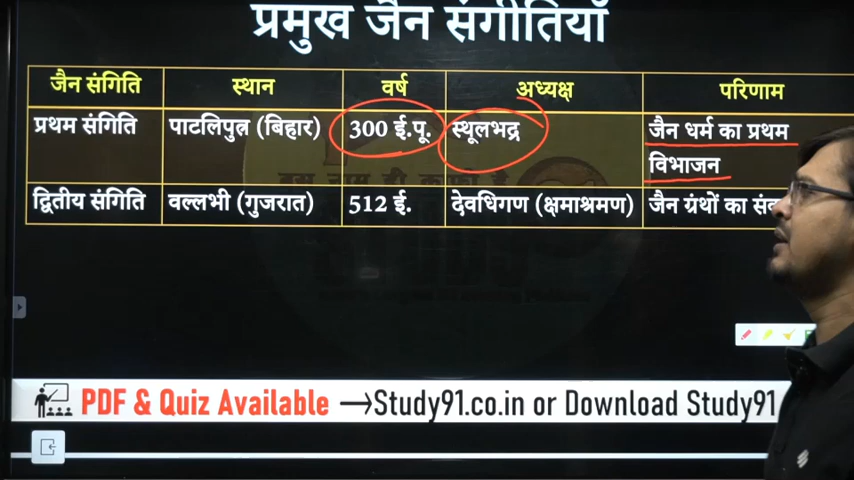 प्रमुख जैन संगीतियाँ
जैन संगिति स्थान वर्ष अध्यक्ष परिणाम
प्रथम संगिति पाटलिपुत्र (बिहार) 300 ई.पू. स्थूलभद्र जैन धर्म का प्रथम
विभाजन
द्वितीय संगिति वल्लभी (गुजरात) 512 ई. देवधिगण (क्षमाश्रमण) जैन ग्रंथों का
PDF & Quiz Available →Study91.co.in or Download Study91